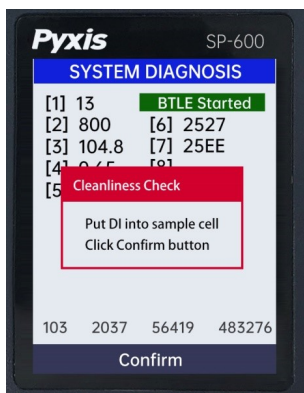 Pyxis SP-600
SYSTEM DIAGNOSIS
[1] 13 BTLE Started
[2] 800 [6] 2527
[3] 104.8 [7] 25EE
Cleanliness Check
Put DI into sample cell
Click Confirm button
103 2037 56419 483276
Confirm